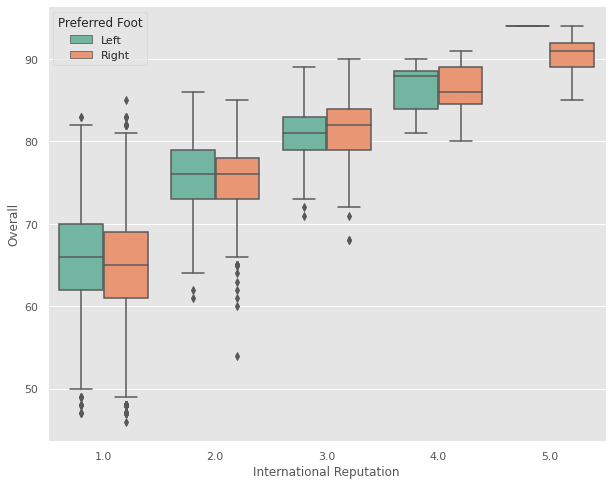 Preferred Foot
Left
Right
90
80
70
60
50
Overall
1.0 2.0 3.0 4.0 5.0
International Reputation